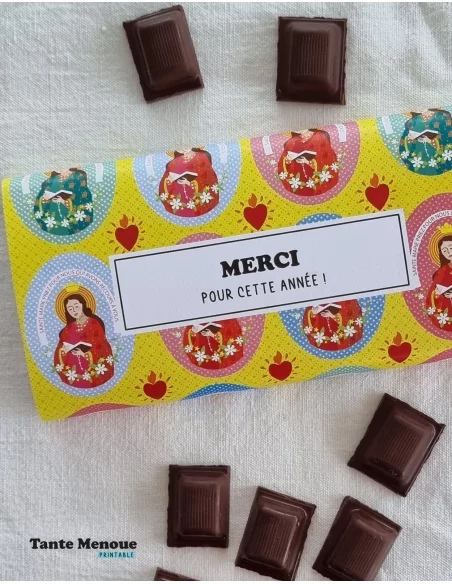 MERCI
POUR CETTE ANNÉE !
Tante Menoue
PRINTABLE